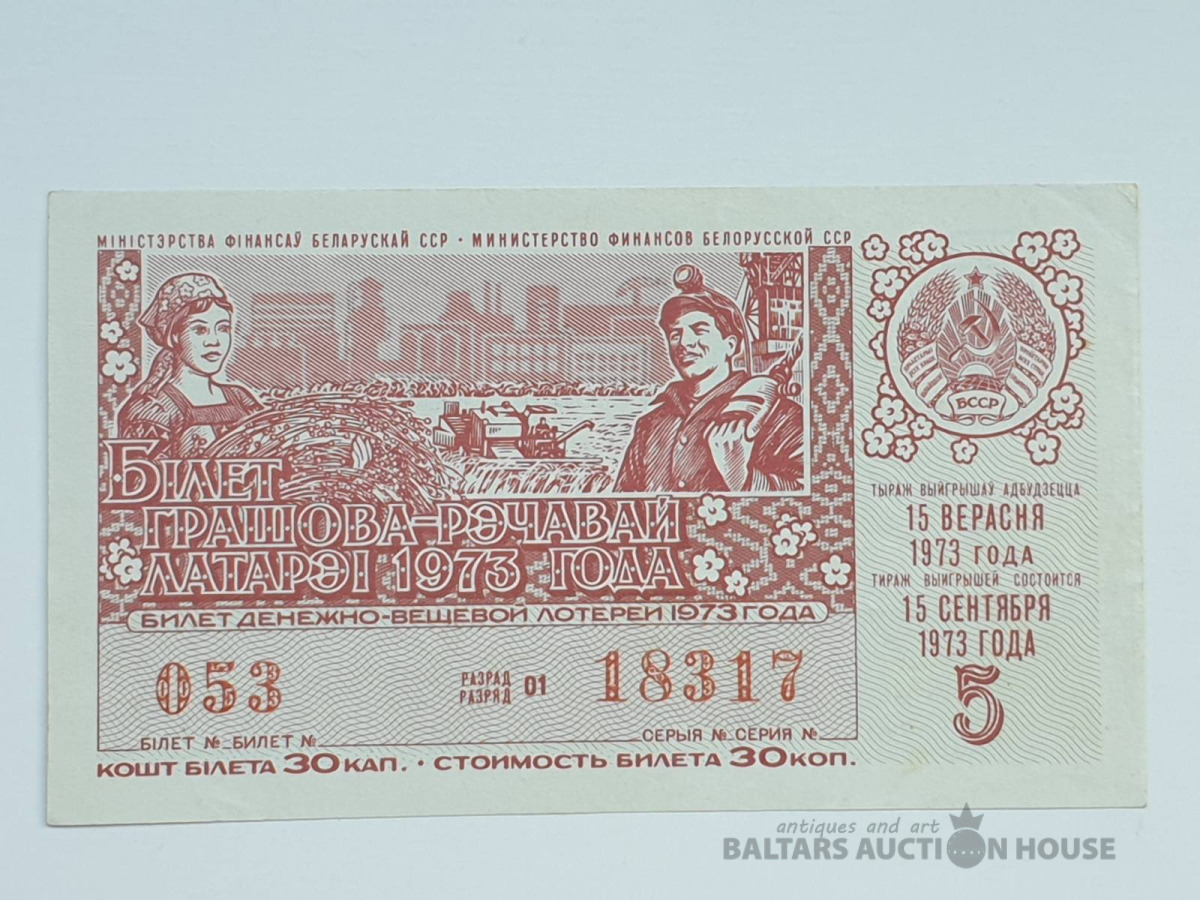 МІНІСТЭРСТВА ФІНАНСАЎ БЕЛАРУСКАЙ ССР · МИНИСТЕРСТВО ФИНАНСОВ БЕЛОРУССКОЙ ССР
БССР
БІЛЕТ
ГРАШОВА-РЭЧАВАЙ
ЛАТАРЭІ 1973 ГОДА
БИЛЕТ ДЕНЕЖНО-ВЕЩЕВОЙ ЛОТЕРЕИ 1973 ГОДА
ТЫРАЖ ВЫЙГРЫШАЎ АДБУДЗЕЦЦА
15 ВЕРАСНЯ
1973 ГОДА
ТИРАЖ ВЫИГРЫШЕЙ СОСТОИТСЯ
15 СЕНТЯБРЯ
1973 ГОДА
5
053
РАЗРАД
РАЗРЯД 01
18317
БІЛЕТ № БИЛЕТ №
СЕРЫЯ № СЕРИЯ №
КОШТ БІЛЕТА 30 КАП. · СТОИМОСТЬ БИЛЕТА 30 КОП.
antiques and art
BALTARS AUCTION HOUSE